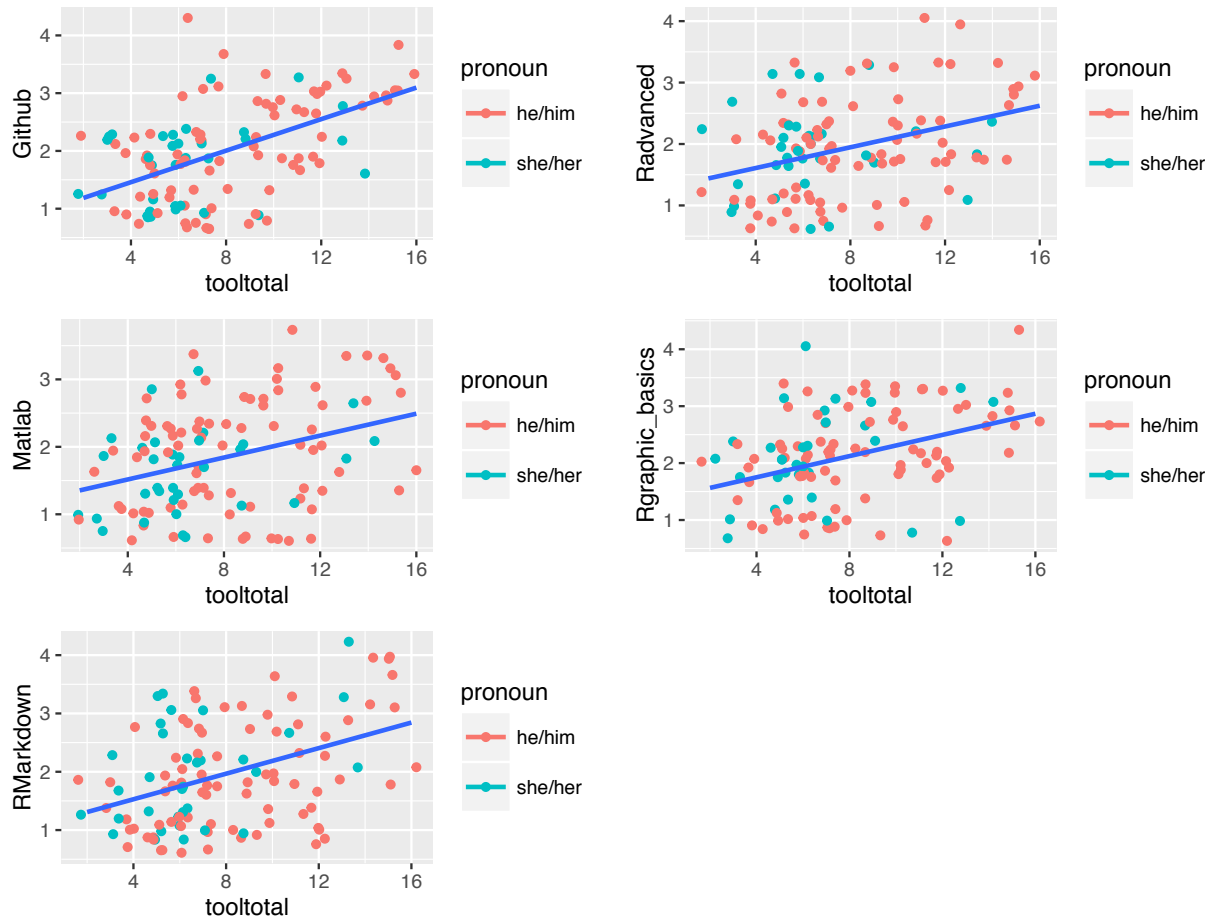 4
3
2
1
Github
4
8
12
16
tooltotal
pronoun
he/him
she/her
4
3
2
1
Radvanced
4
8
12
16
tooltotal
pronoun
he/him
she/her
3
2
1
Matlab
4
8
12
16
tooltotal
pronoun
he/him
she/her
4
3
2
1
Rgraphic_basics
4
8
12
16
tooltotal
pronoun
he/him
she/her
4
3
2
1
RMarkdown
4
8
12
16
tooltotal
pronoun
he/him
she/her